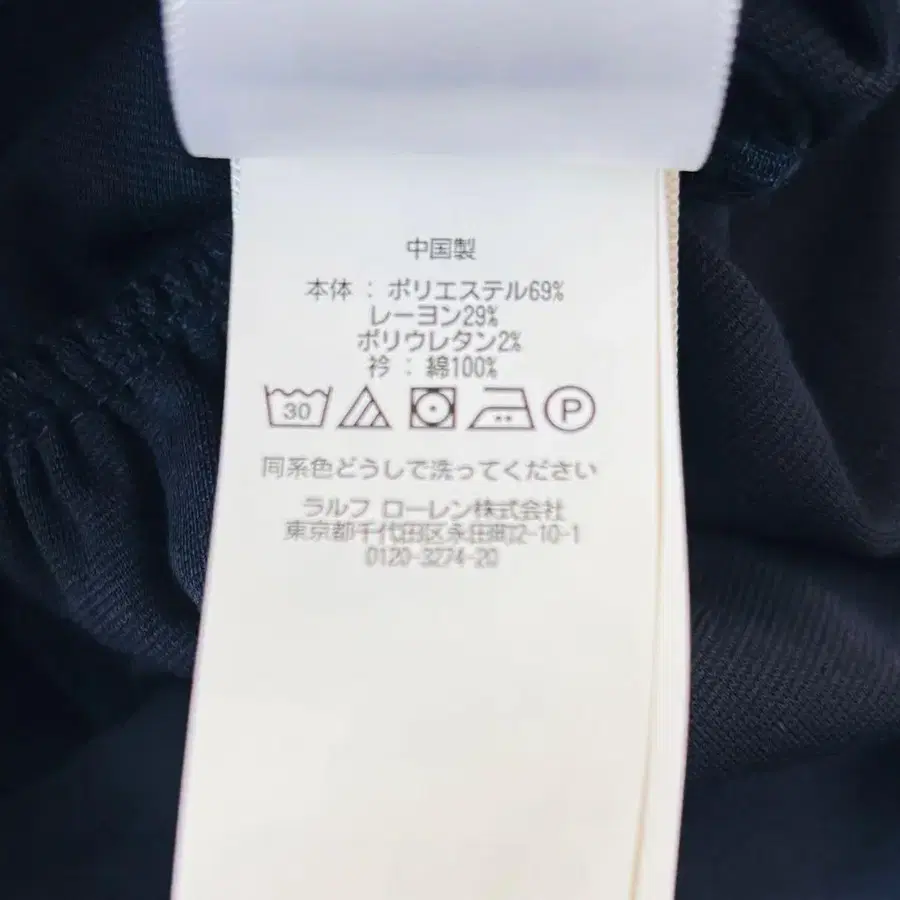 中国製
本体 : ポリエステル69%
レーヨン29%
ポリウレタン2%
衿 : 綿100%
30 P
同系色どうしで洗ってください
ラルフ ローレン株式会社
東京都千代田区永田町2-10-1
0120-3274-20